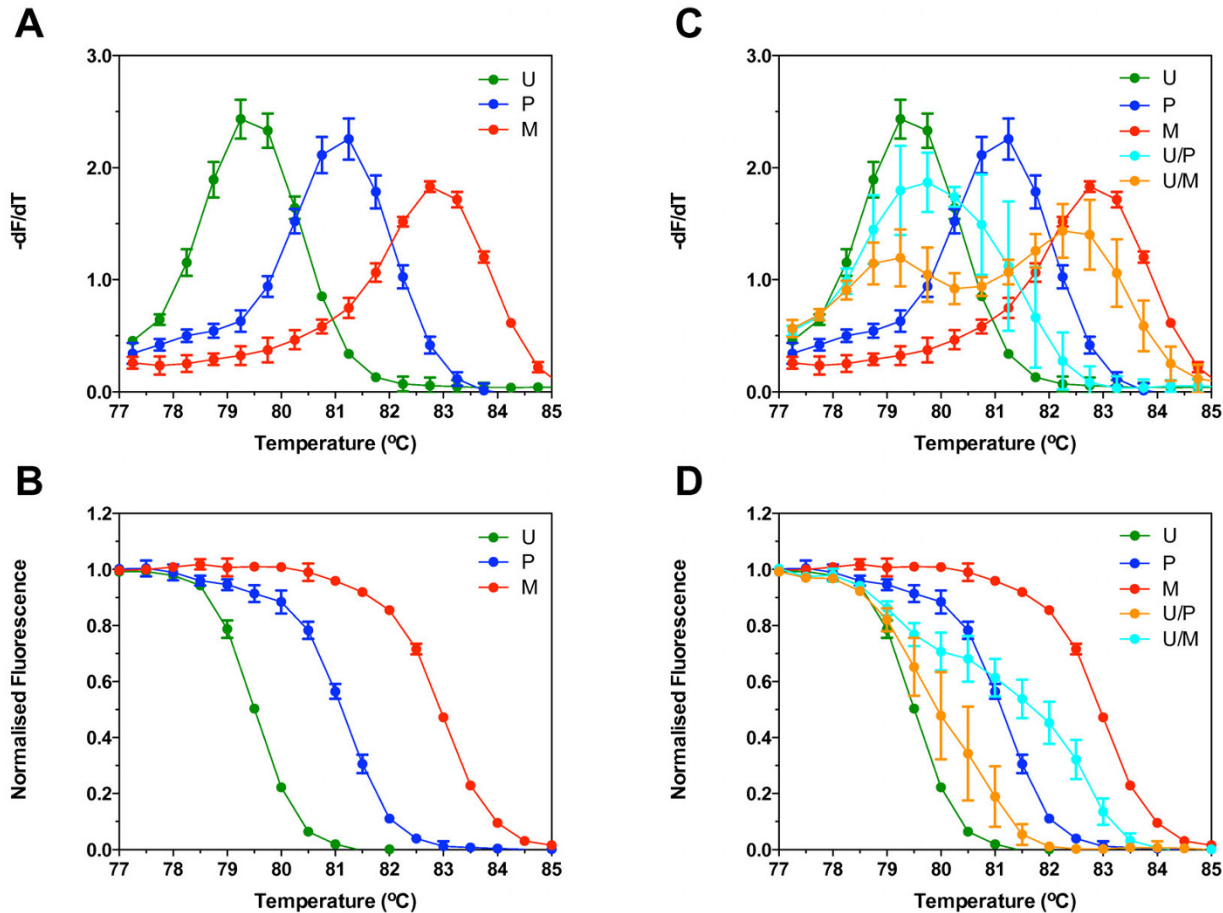 A
3.0
2.0
1.0
0.0
-dF/dT
U
P
M
77 78 79 80 81 82 83 84 85
Temperature (ºC)
C
3.0
2.0
1.0
0.0
-dF/dT
U
P
M
U/P
U/M
77 78 79 80 81 82 83 84 85
Temperature (ºC)
B
1.2
1.0
0.8
0.6
0.4
0.2
0.0
Normalised Fluorescence
U
P
M
77 78 79 80 81 82 83 84 85
Temperature (ºC)
D
1.2
1.0
0.8
0.6
0.4
0.2
0.0
Normalised Fluorescence
U
P
M
U/P
U/M
77 78 79 80 81 82 83 84 85
Temperature (ºC)